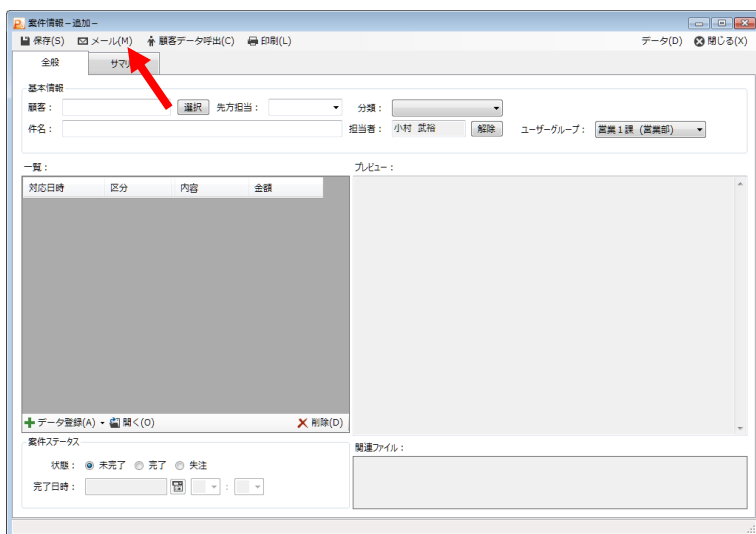 案件情報－追加－
保存(S) メール(M) 顧客データ呼出(C) 印刷(L) データ(D) 閉じる(X)
全般
基本情報
顧客： 選択 先方担当： 分類：
件名： 担当者： 小村 武裕 解除 ユーザーグループ： 営業１課 (営業部)
一覧： プレビュー：
対応日時 区分 内容 金額
データ登録(A) 開く(O) 削除(D)
案件ステータス 関連ファイル：
状態： 未完了 完了 失注
完了日時： :